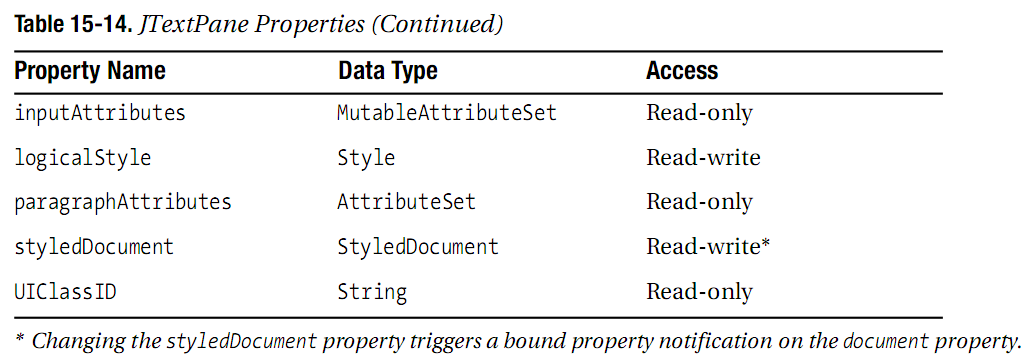 Table 15-14. JTextPane Properties (Continued)
Property Name Data Type Access
inputAttributes MutableAttributeSet Read-only
logicalStyle Style Read-write
paragraphAttributes AttributeSet Read-only
styledDocument StyledDocument Read-write*
UIClassID String Read-only
* Changing the styledDocument property triggers a bound property notification on the document property.